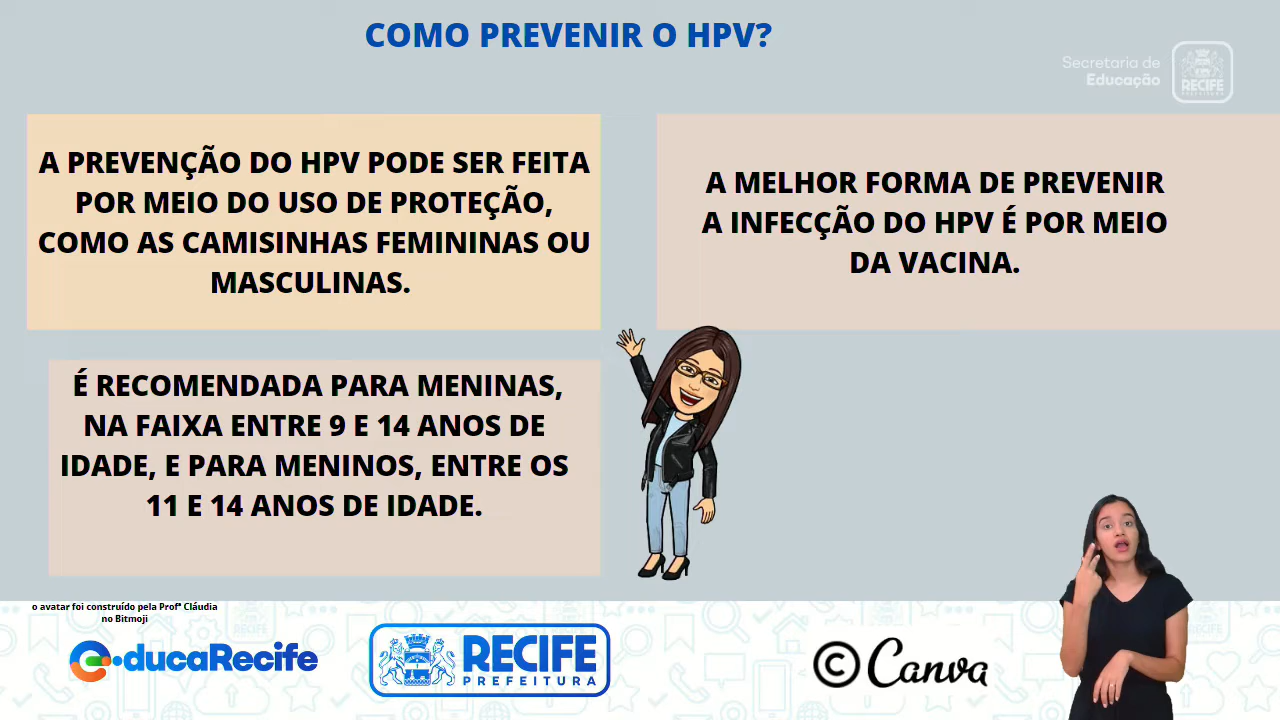 COMO PREVENIR O HPV?
Secretaria de
Educação
RECIFE
PREFEITURA
A PREVENÇÃO DO HPV PODE SER FEITA
POR MEIO DO USO DE PROTEÇÃO,
COMO AS CAMISINHAS FEMININAS OU
MASCULINAS.
A MELHOR FORMA DE PREVENIR
A INFECÇÃO DO HPV É POR MEIO
DA VACINA.
É RECOMENDADA PARA MENINAS,
NA FAIXA ENTRE 9 E 14 ANOS DE
IDADE, E PARA MENINOS, ENTRE OS
11 E 14 ANOS DE IDADE.
o avatar foi construído pela Profª Cláudia
no Bitmoji
EducaRecife
RECIFE
PREFEITURA
© Canva